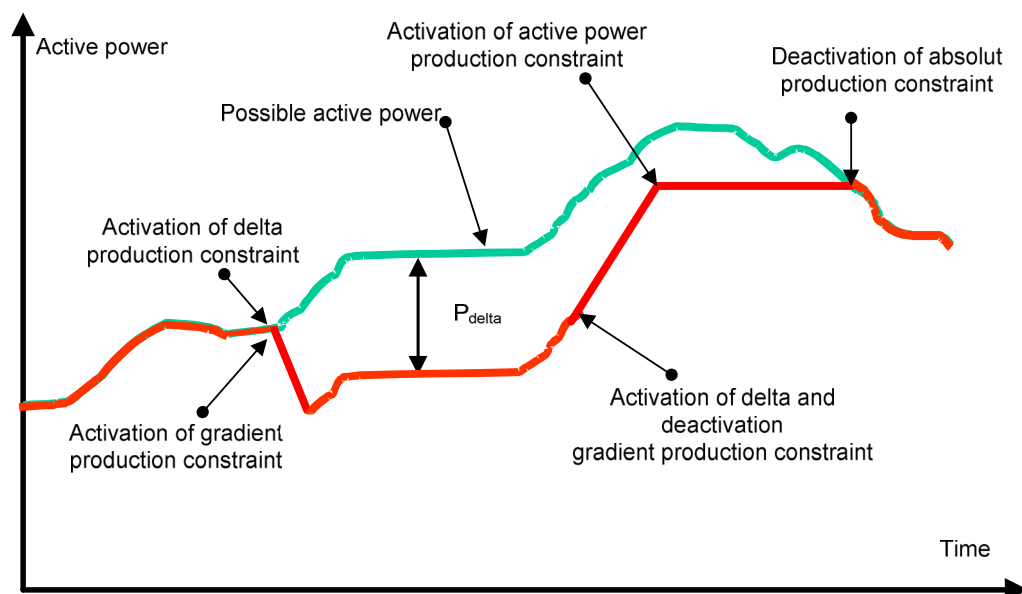 Active power
Activation of active power
production constraint
Deactivation of absolut
production constraint
Possible active power
Activation of delta
production constraint
P delta
Activation of gradient
production constraint
Activation of delta and
deactivation
gradient production constraint
Time